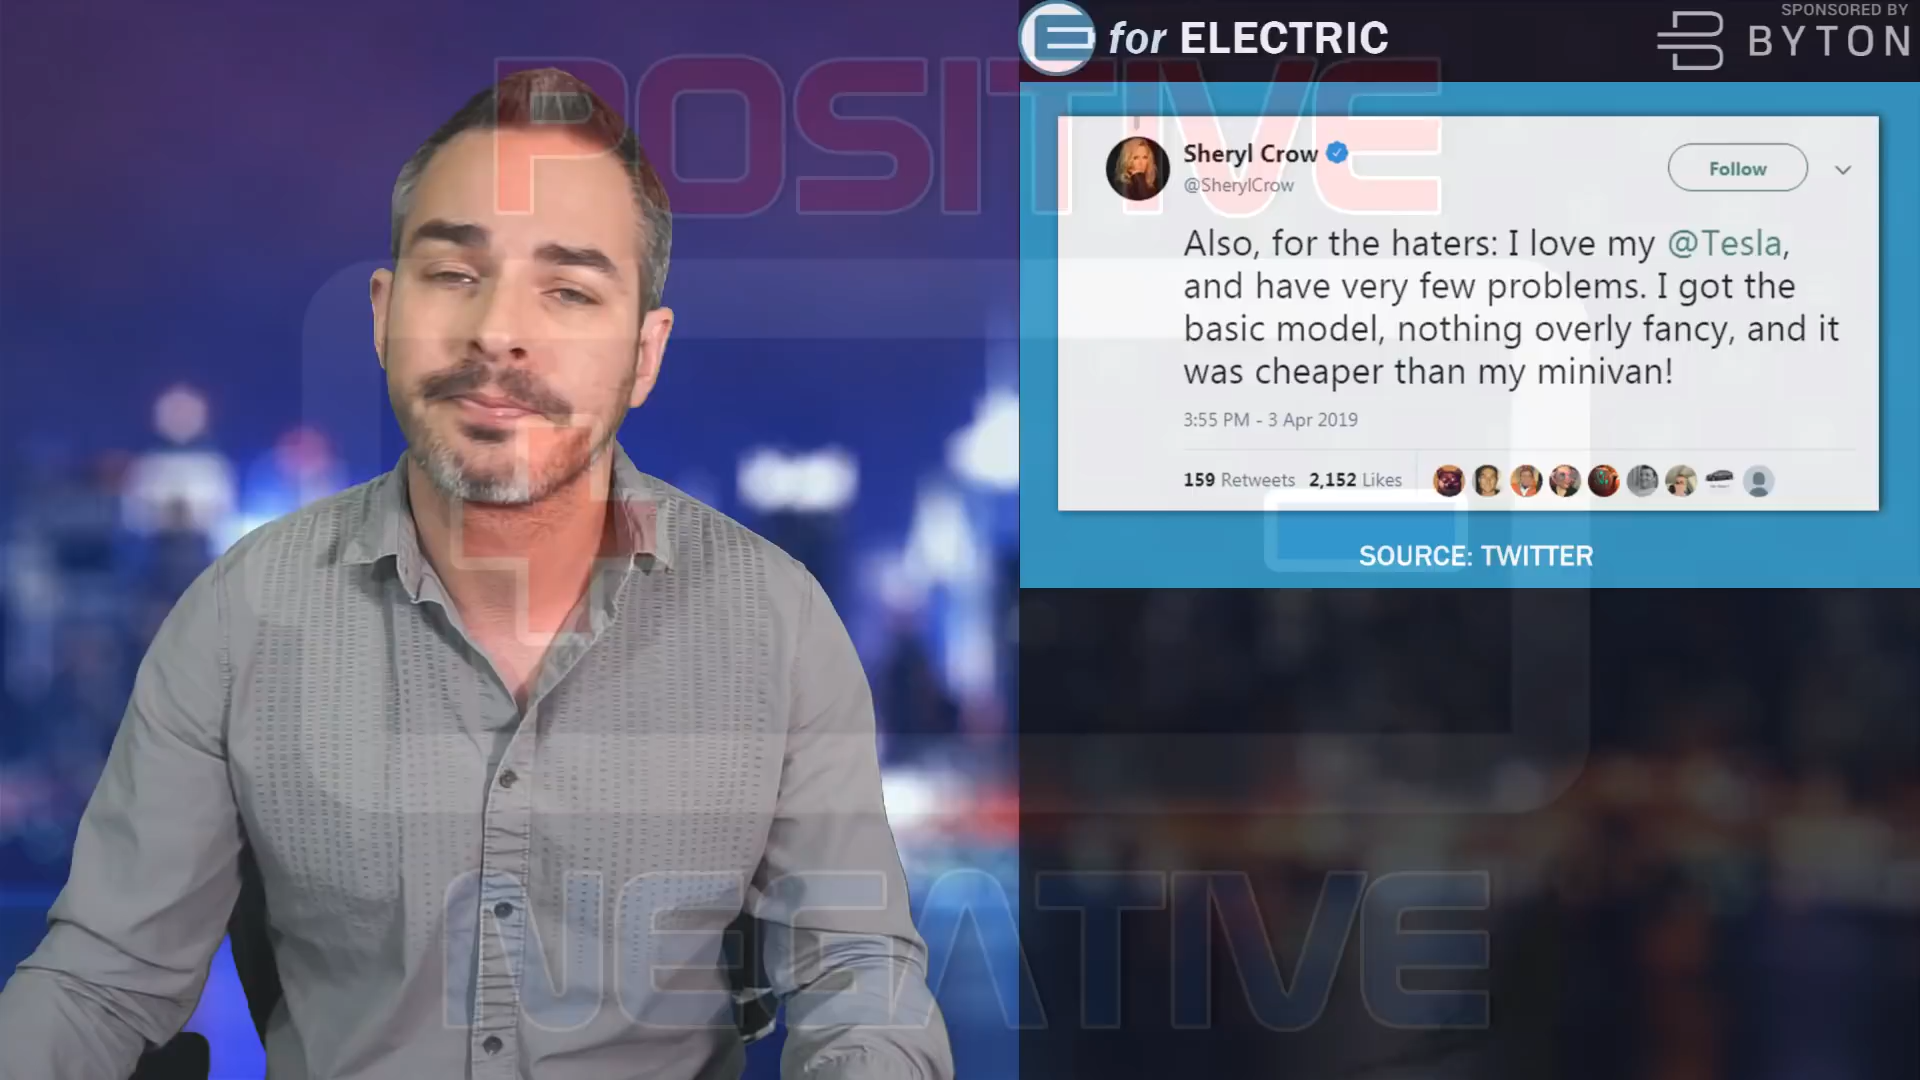 for ELECTRIC
SPONSORED BY
BYTON
POSITIVE
Sheryl Crow
@SherylCrow
Follow
Also, for the haters: I love my @Tesla,
and have very few problems. I got the
basic model, nothing overly fancy, and it
was cheaper than my minivan!
3:55 PM - 3 Apr 2019
159 Retweets 2,152 Likes
SOURCE: TWITTER
NEGATIVE